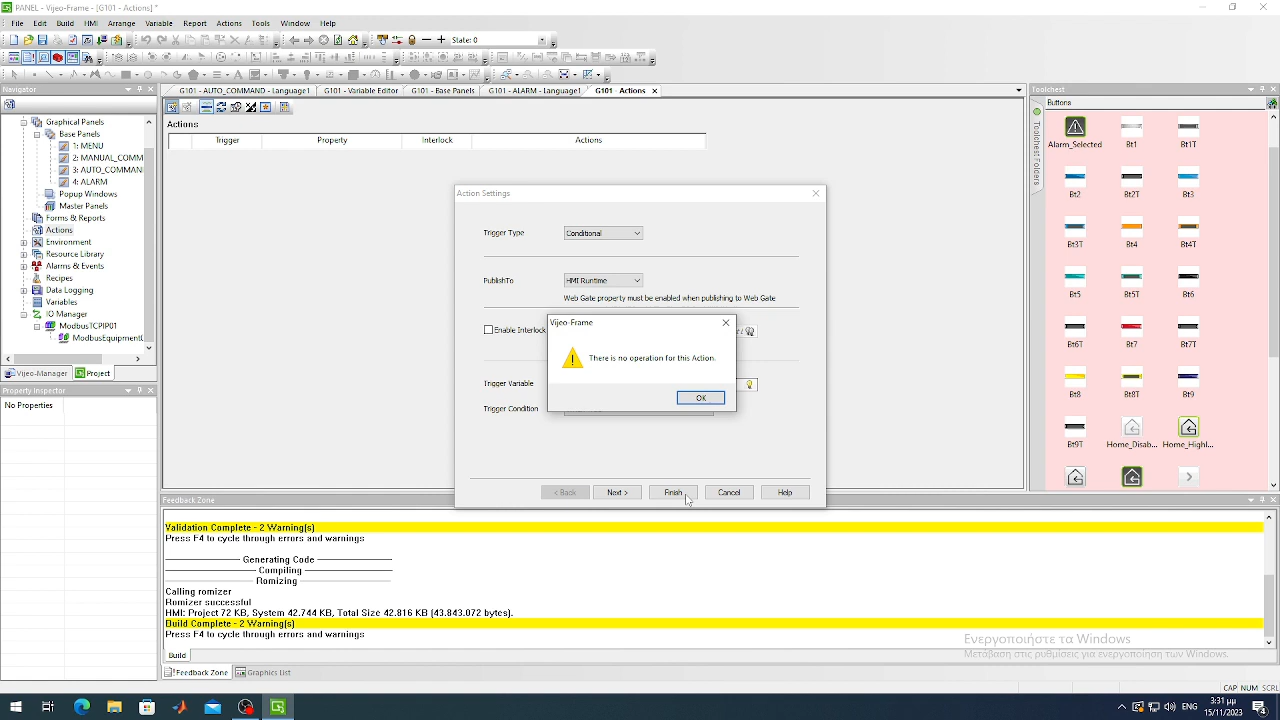 PANEL - Vijeo-Frame - [G101 - Actions] *
File Edit Build HMI Arrange Variable Report Actions Tools Window Help
State: 0
Navigator
G101 - AUTO_COMMAND - Language1
G101 - Variable Editor
G101 - Base Panels
G101 - ALARM - Language1
G101 - Actions
Toolchest
Buttons
Toolchest Folders
Graphical Panels
Base Panels
1: MENU
2: MANUAL_COMM
3: AUTO_COMMAN
4: ALARM
Popup Windows
Master Panels
Forms & Reports
Actions
Environment
Resource Library
Alarms & Events
Recipes
Data Logging
Variables
IO Manager
ModbusTCPIP01
ModbusEquipment(
Vijeo-Manager Project
Property Inspector
No Properties
Actions
Trigger Property Interlock Actions
Action Settings
Trigger Type Conditional
PublishTo HMI Runtime
Web Gate property must be enabled when publishing to Web Gate
Enable Interlock
Trigger Variable
Trigger Condition
Vijeo-Frame
There is no operation for this Action.
OK
< Back Next > Finish Cancel Help
Alarm_Selected Bt1 Bt1T
Bt2 Bt2T Bt3
Bt3T Bt4 Bt4T
Bt5 Bt5T Bt6
Bt6T Bt7 Bt7T
Bt8 Bt8T Bt9
Bt9T Home_Disab... Home_Highl...
Feedback Zone
Validation Complete - 2 Warning(s)
Press F4 to cycle through errors and warnings
Generating Code
Compiling
Romizing
Calling romizer
Romizer successful
HMI: Project 72 KB, System 42.744 KB, Total Size 42.816 KB (43.843.072 bytes).
Build Complete - 2 Warning(s)
Press F4 to cycle through errors and warnings
Build
Feedback Zone Graphics List
Ενεργοποιήστε τα Windows
Μετάβαση στις ρυθμίσεις για ενεργοποίηση των Windows.
CAP NUM SCRL
ENG
3:31 μμ
15/11/2023